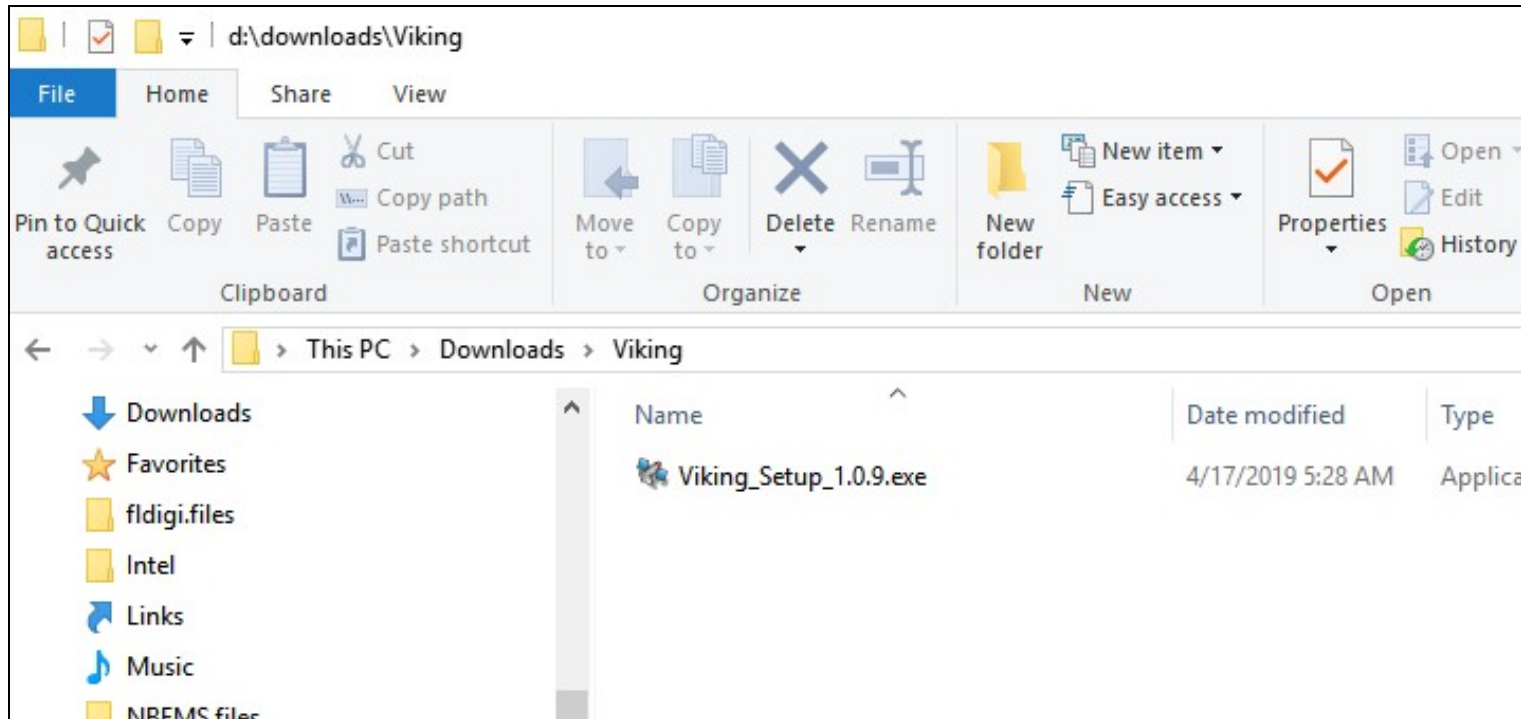 d:\downloads\Viking
File Home Share View
Pin to Quick access
Copy
Paste
Cut
Copy path
Paste shortcut
Clipboard
Move to
Copy to
Delete
Rename
Organize
New folder
New item
Easy access
New
Properties
Open
Edit
History
Open
This PC > Downloads > Viking
Name Date modified Type
Viking_Setup_1.0.9.exe 4/17/2019 5:28 AM Applica
Downloads
Favorites
fldigi.files
Intel
Links
Music
NBEMS.files